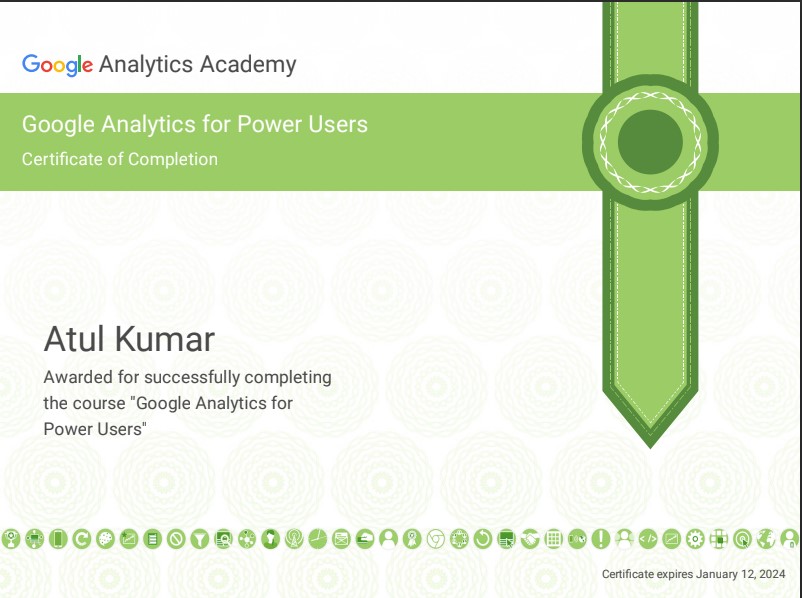 Google Analytics Academy
Google Analytics for Power Users
Certificate of Completion
Atul Kumar
Awarded for successfully completing
the course "Google Analytics for
Power Users"
Certificate expires January 12, 2024